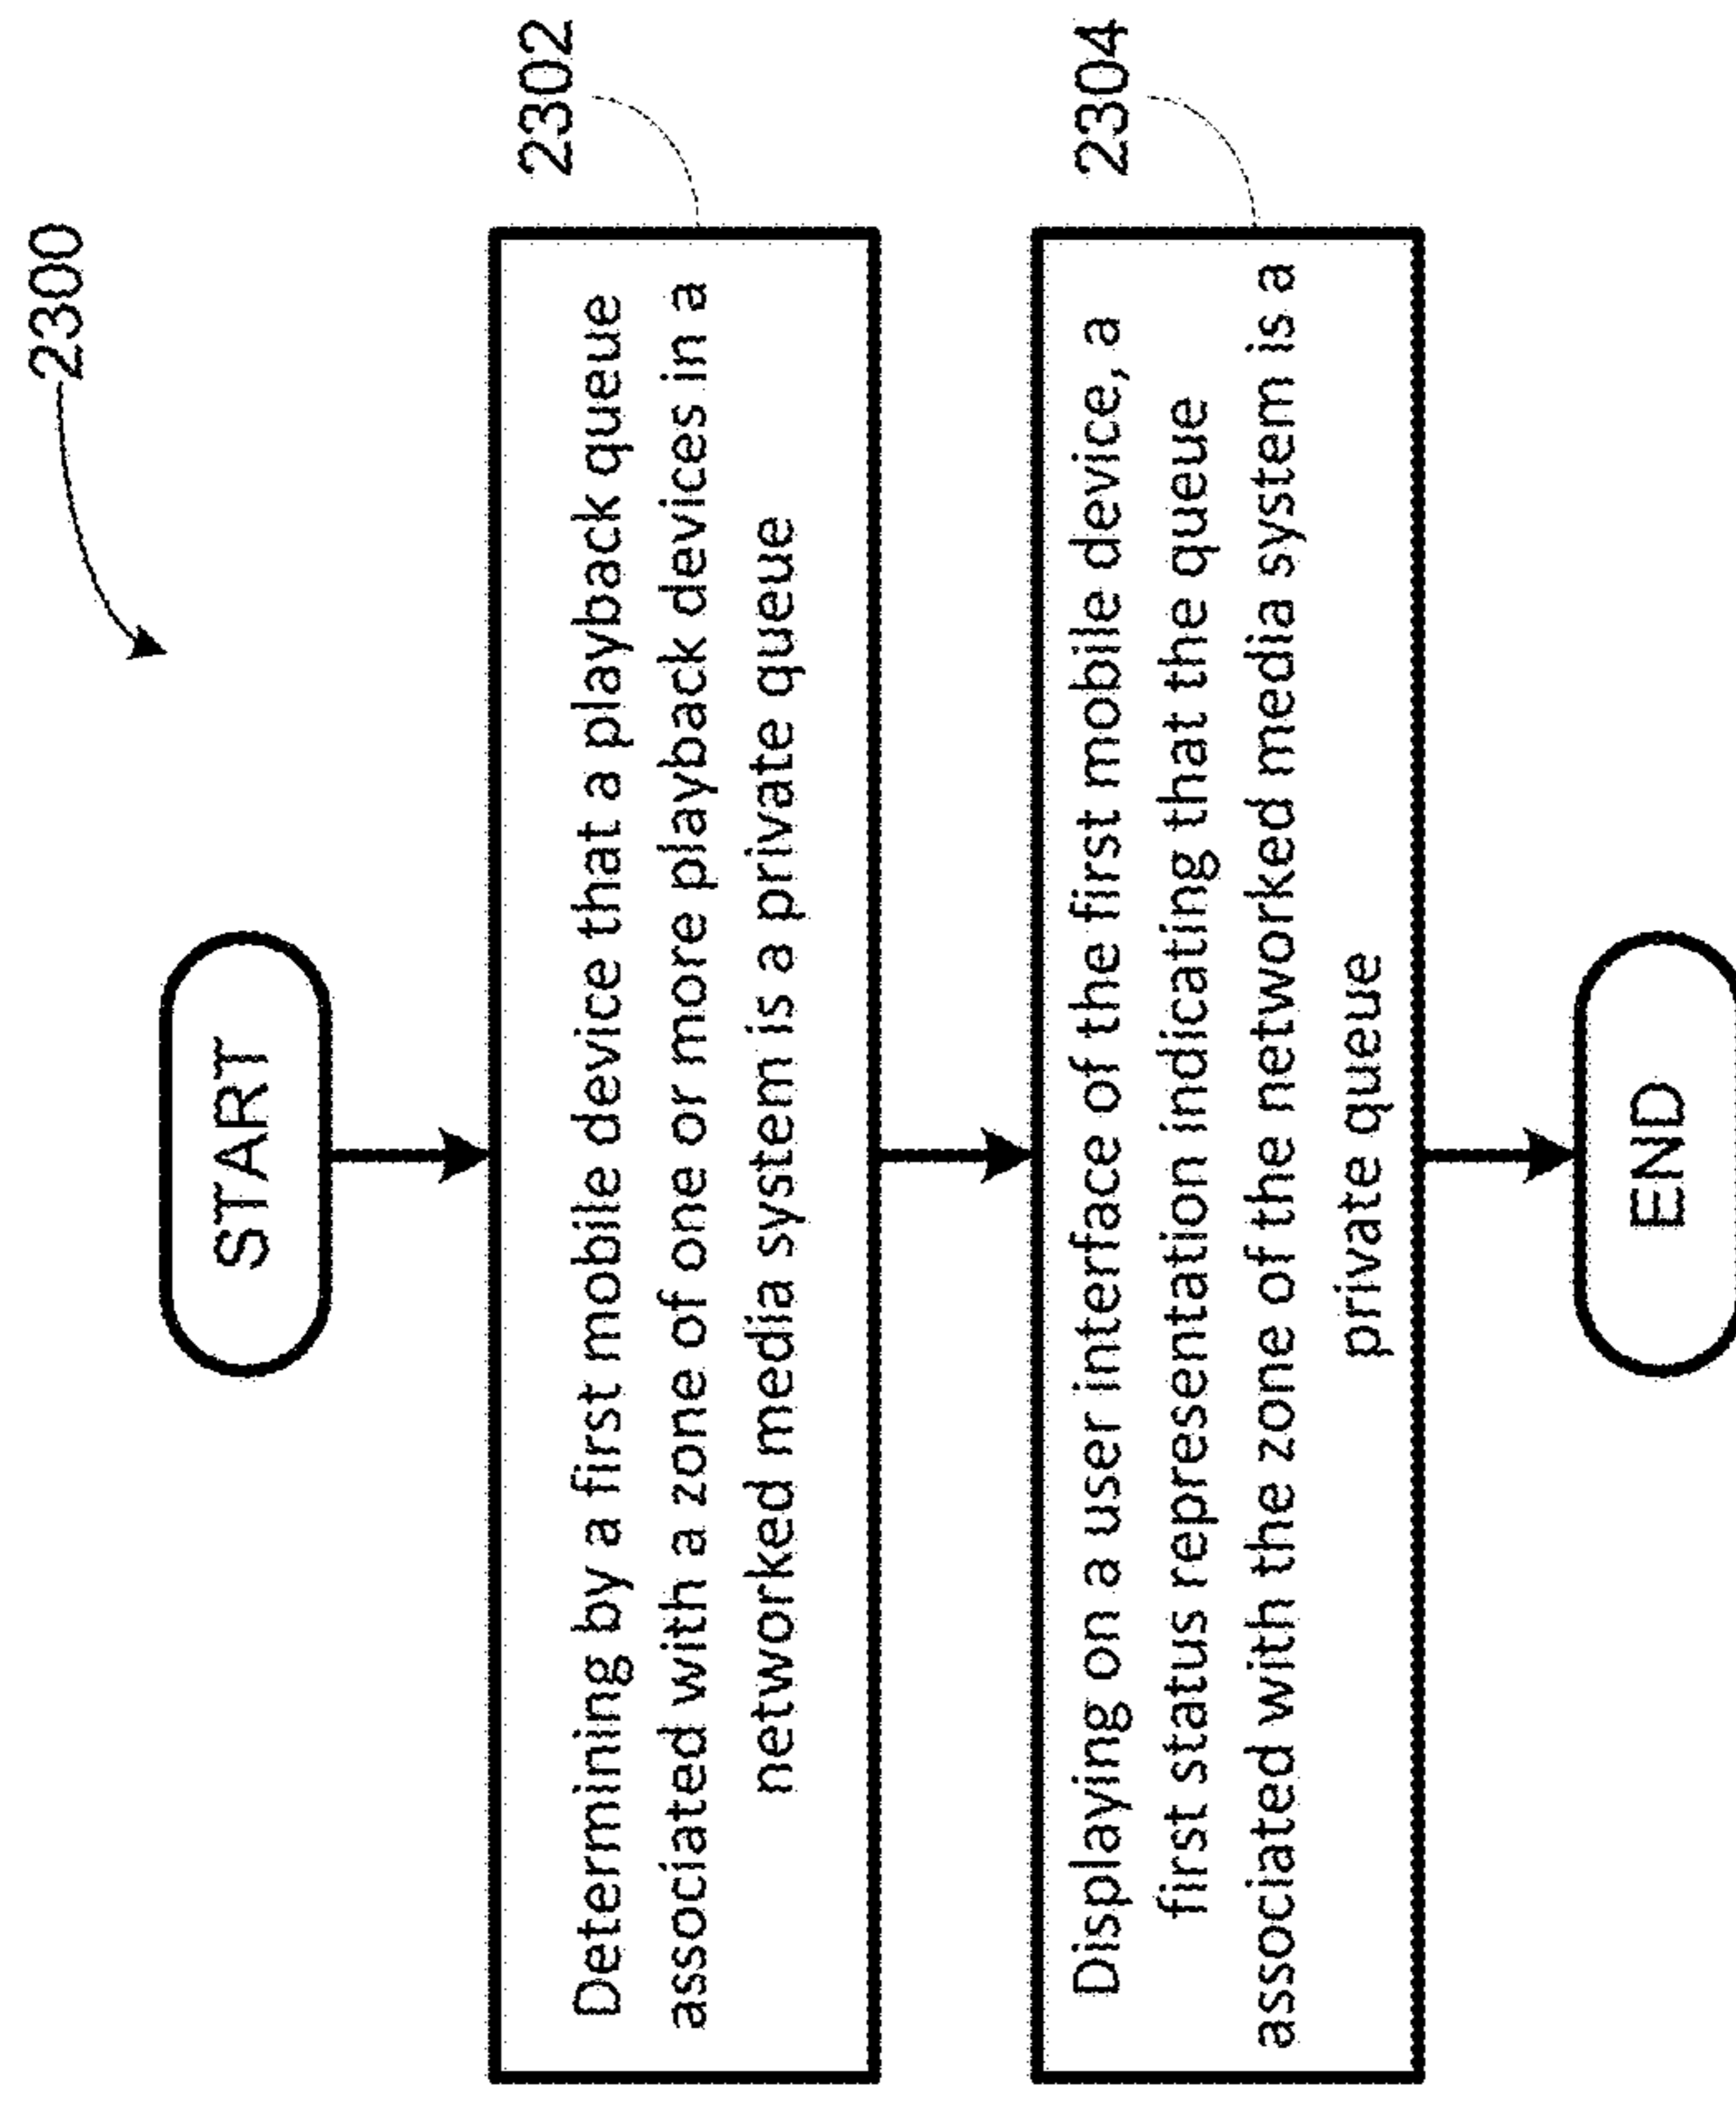 2300
START
Determining by a first mobile device that a playback queue
associated with a zone of one or more playback devices in a
networked media system is a private queue
2302
Displaying on a user interface of the first mobile device, a
first status representation indicating that the queue
associated with the zone of the networked media system is a
private queue
2304
END